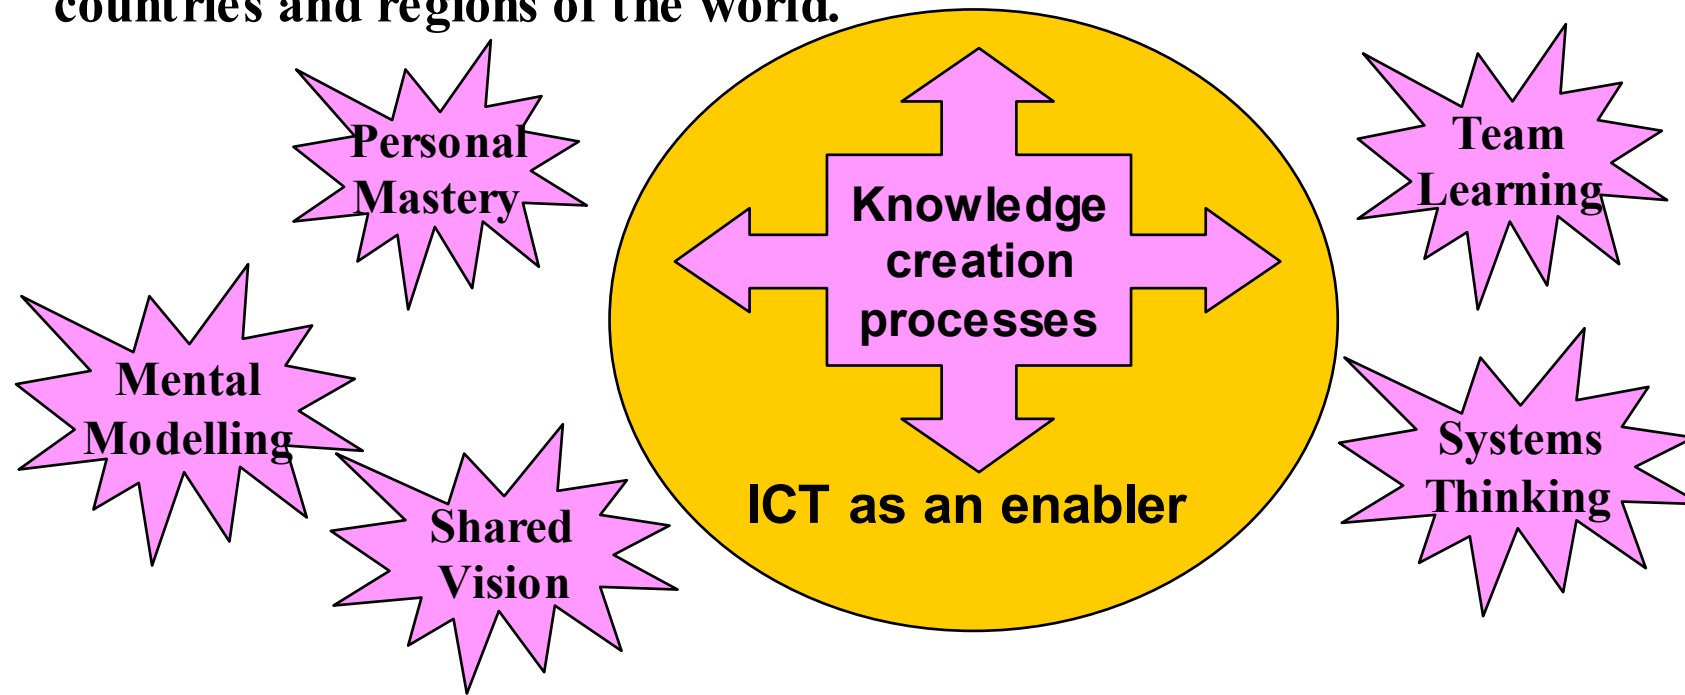 countries and regions of the world.
Personal
Mastery
Mental
Modelling
Shared
Vision
Knowledge
creation
processes
ICT as an enabler
Team
Learning
Systems
Thinking